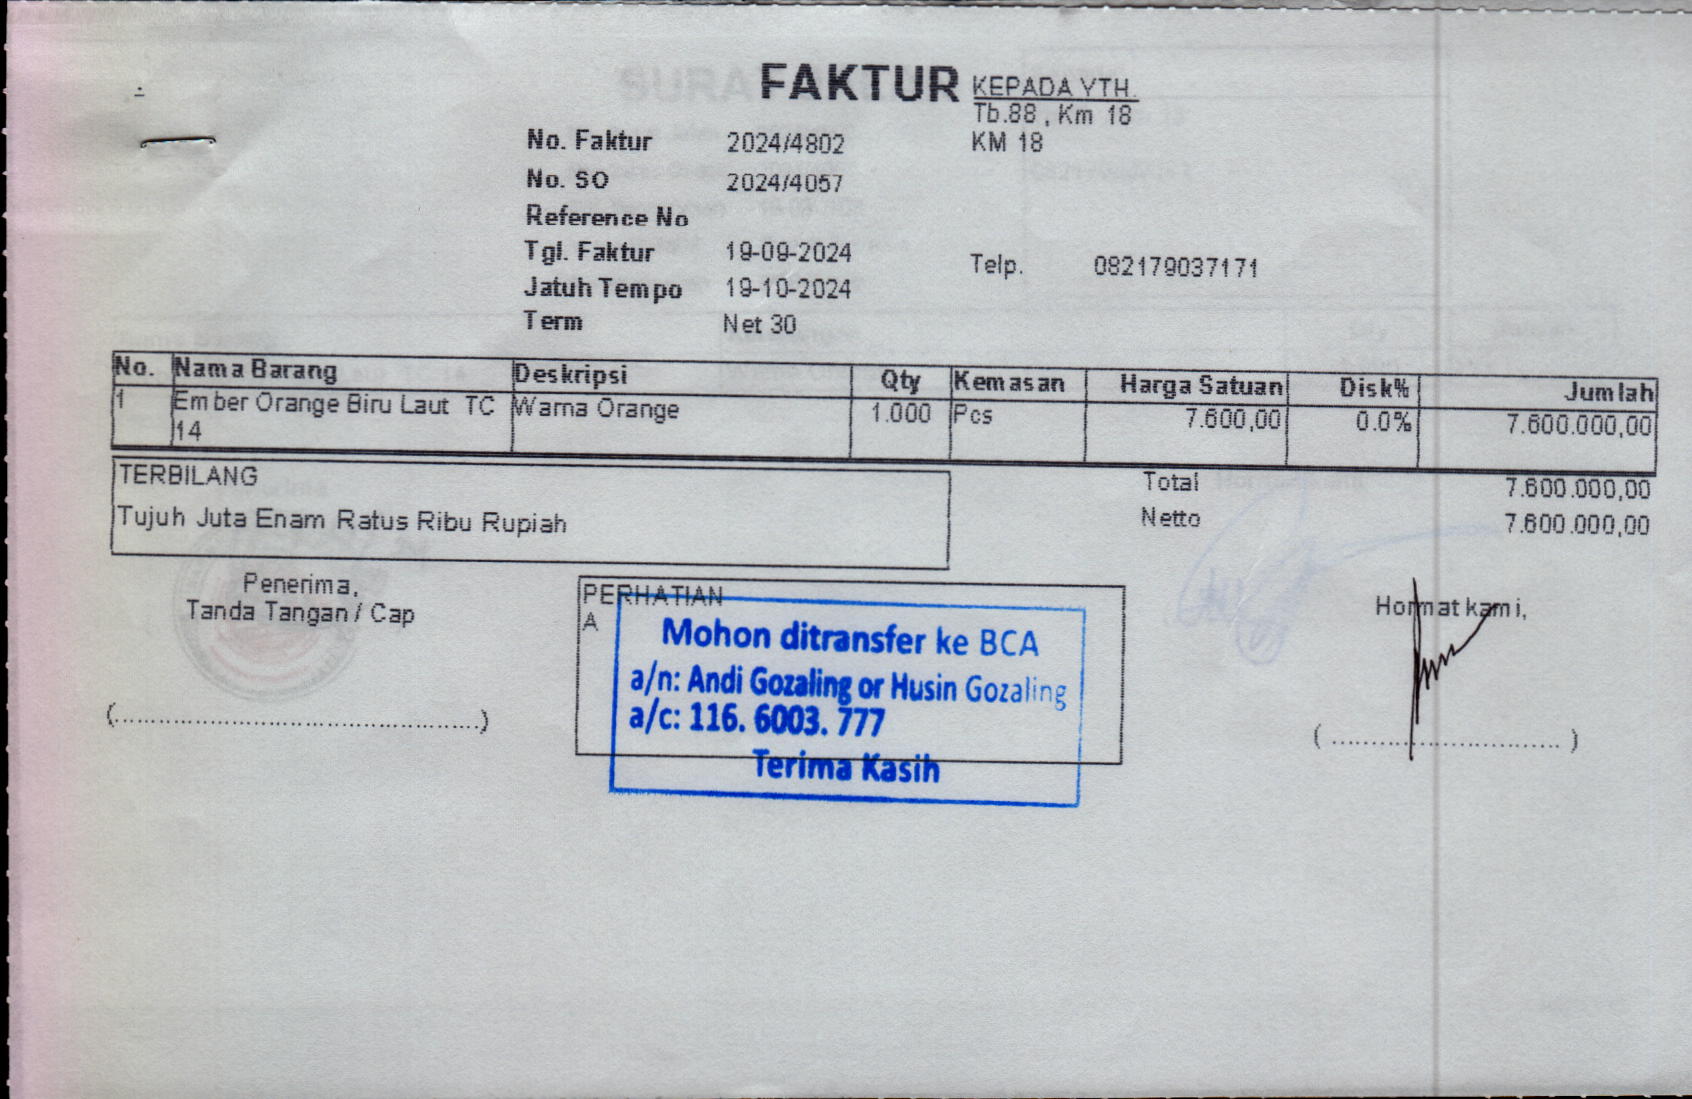 FAKTUR
KEPADA YTH.
Tb.88 , Km 18
KM 18
No. Faktur 2024/4802
No. SO 2024/4057
Reference No
Tgl. Faktur 19-09-2024
Jatuh Tempo 19-10-2024
Term Net 30
Telp. 082179037171
No. Nama Barang Deskripsi Qty Kemasan Harga Satuan Disk% Jumlah
1 Ember Orange Biru Laut TC Warna Orange 1.000 Pcs 7.600,00 0.0% 7.600.000,00
14
TERBILANG
Tujuh Juta Enam Ratus Ribu Rupiah
Total 7.600.000,00
Netto 7.600.000,00
Penerima,
Tanda Tangan / Cap
(........................................................)
PERHATIAN
A
Mohon ditransfer ke BCA
a/n: Andi Gozaling or Husin Gozaling
a/c: 116. 6003. 777
Terima Kasih
Hormat kami,
( ................................... )